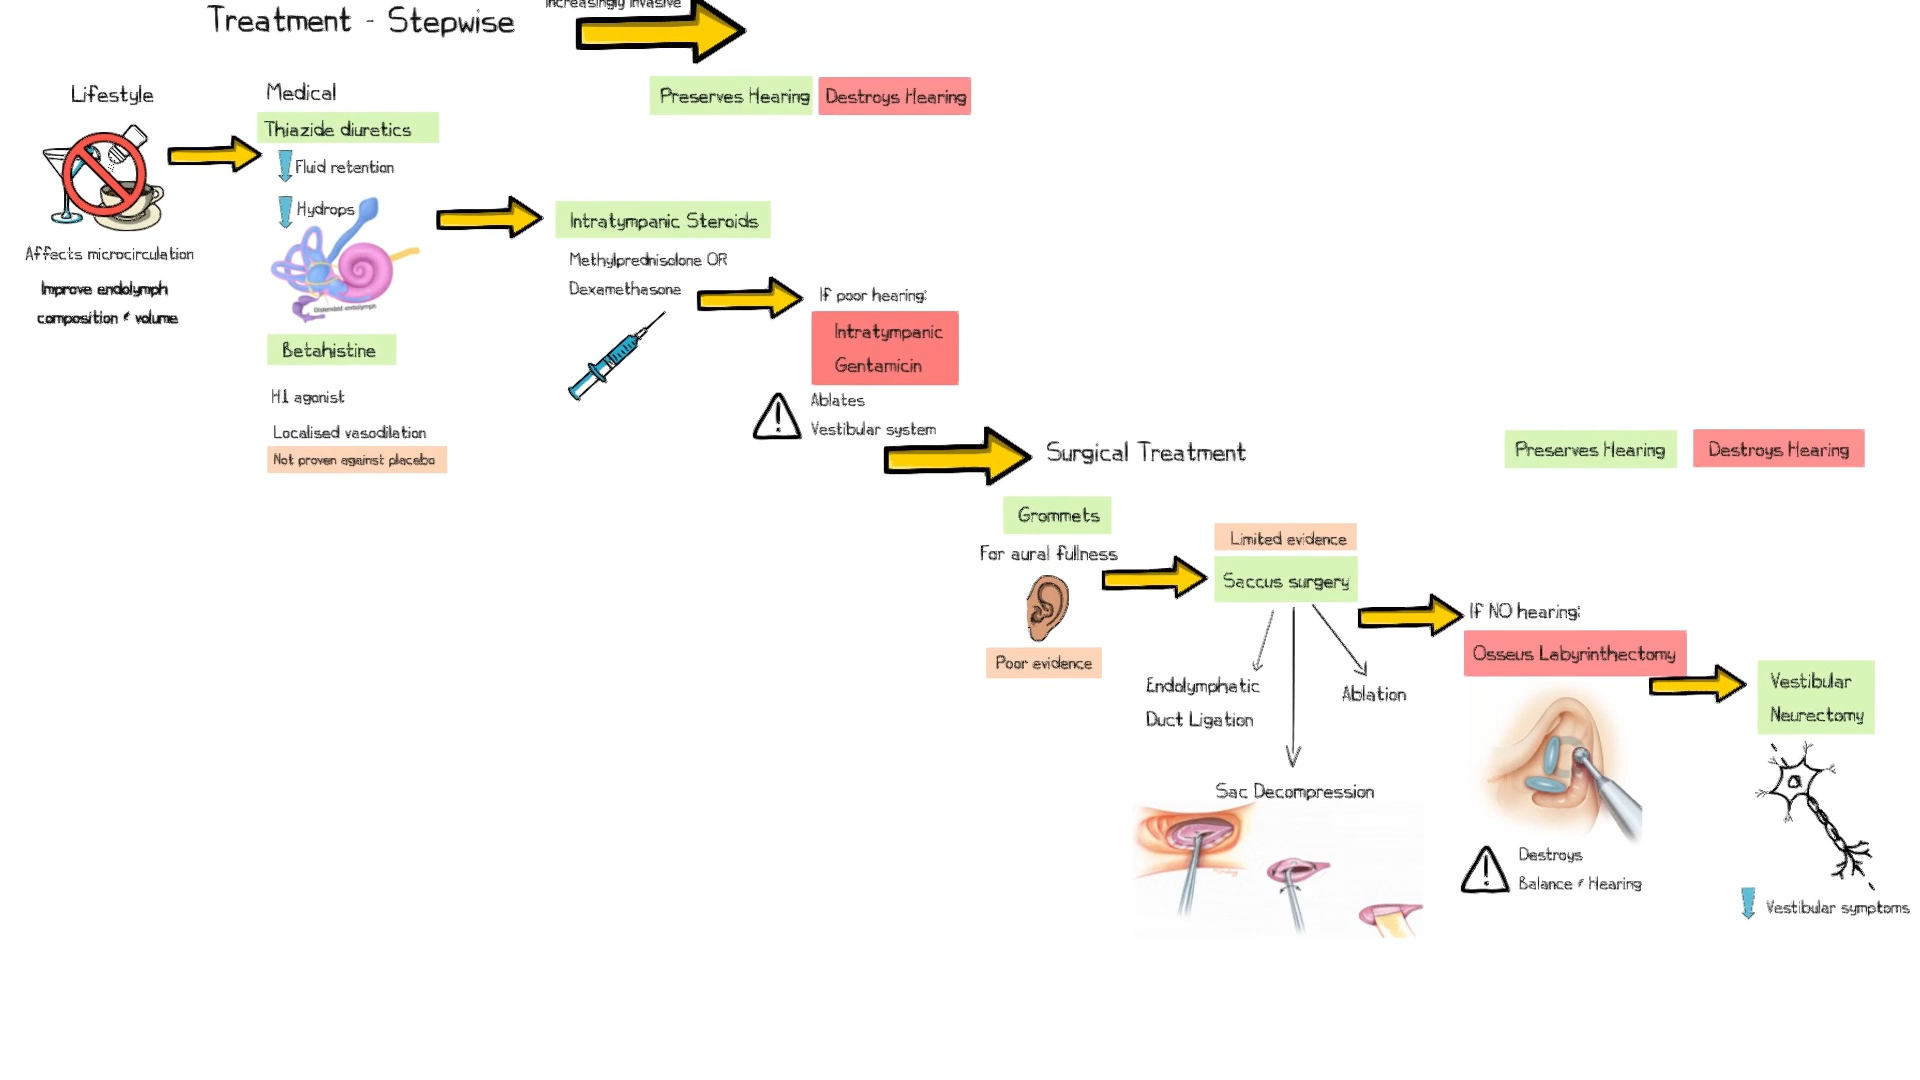 Increasingly invasive
Treatment - Stepwise
Lifestyle
Affects microcirculation
Improve endolymph
composition & volume
Medical
Thiazide diuretics
Fluid retention
Hydrops
Distended endolymph
Betahistine
H1 agonist
Localised vasodilation
Not proven against placebo
Preserves Hearing
Destroys Hearing
Intratympanic Steroids
Methylprednisolone OR
Dexamethasone
If poor hearing:
Intratympanic
Gentamicin
Ablates
Vestibular system
Surgical Treatment
Preserves Hearing
Destroys Hearing
Grommets
For aural fullness
Poor evidence
Limited evidence
Saccus surgery
Endolymphatic
Duct Ligation
Ablation
Sac Decompression
If NO hearing:
Osseus Labyrinthectomy
Destroys
Balance & Hearing
Vestibular
Neurectomy
Vestibular symptoms